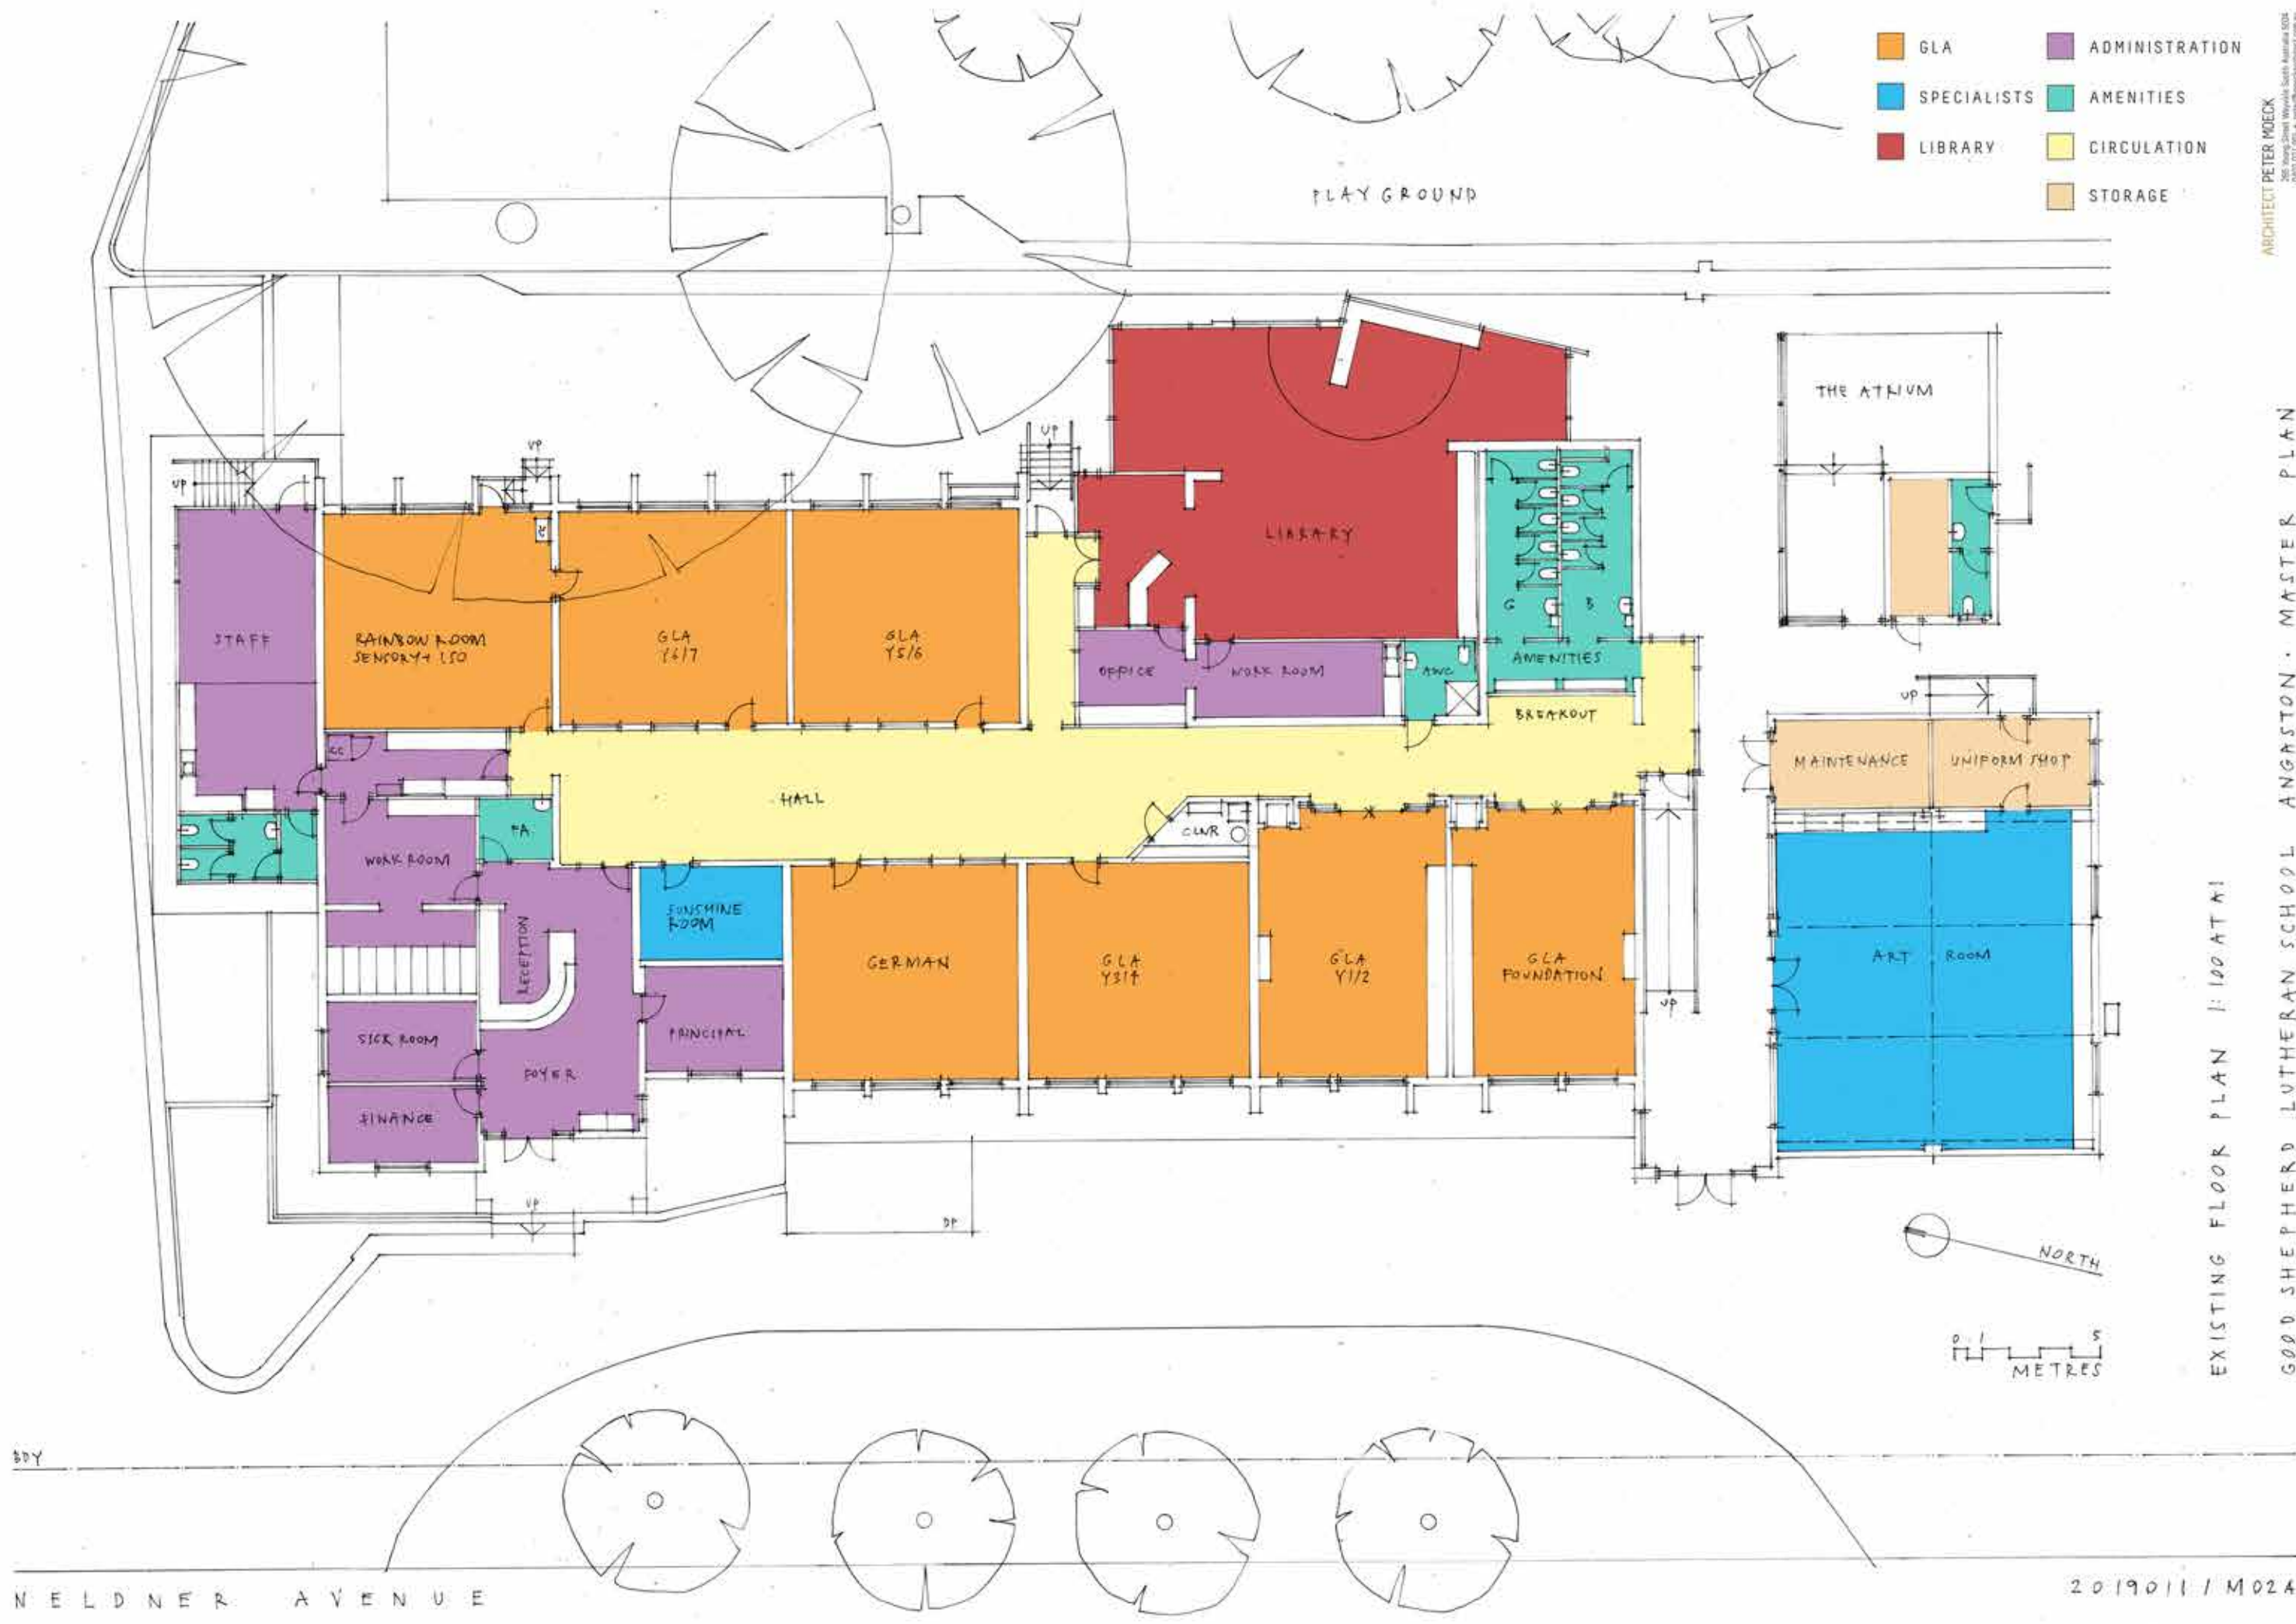 GLA
SPECIALISTS
LIBRARY
ADMINISTRATION
AMENITIES
CIRCULATION
STORAGE
ARCHITECT PETER MOECK
PLAYGROUND
THE ATRIUM
UP
UP
UP
LIBRARY
STAFF
RAINBOW ROOM
SENSORY + LSO
GLA
Y6/7
GLA
Y5/6
G
B
OFFICE
WORK ROOM
AWC
AMENITIES
BREAKOUT
UP
CC
HALL
MAINTENANCE
UNIFORM SHOP
FA
CLNR
WORK ROOM
SUNSHINE
ROOM
RECEPTION
GERMAN
GLA
Y3/4
GLA
Y1/2
GLA
FOUNDATION
ART ROOM
UP
SICK ROOM
PRINCIPAL
FOYER
FINANCE
UP
DP
NORTH
0 1 5
METRES
EXISTING FLOOR PLAN 1:100 AT A1
GOOD SHEPHERD LUTHERAN SCHOOL ANGASTON · MASTER PLAN
BDY
NELDNER AVENUE
2019011 / M02A